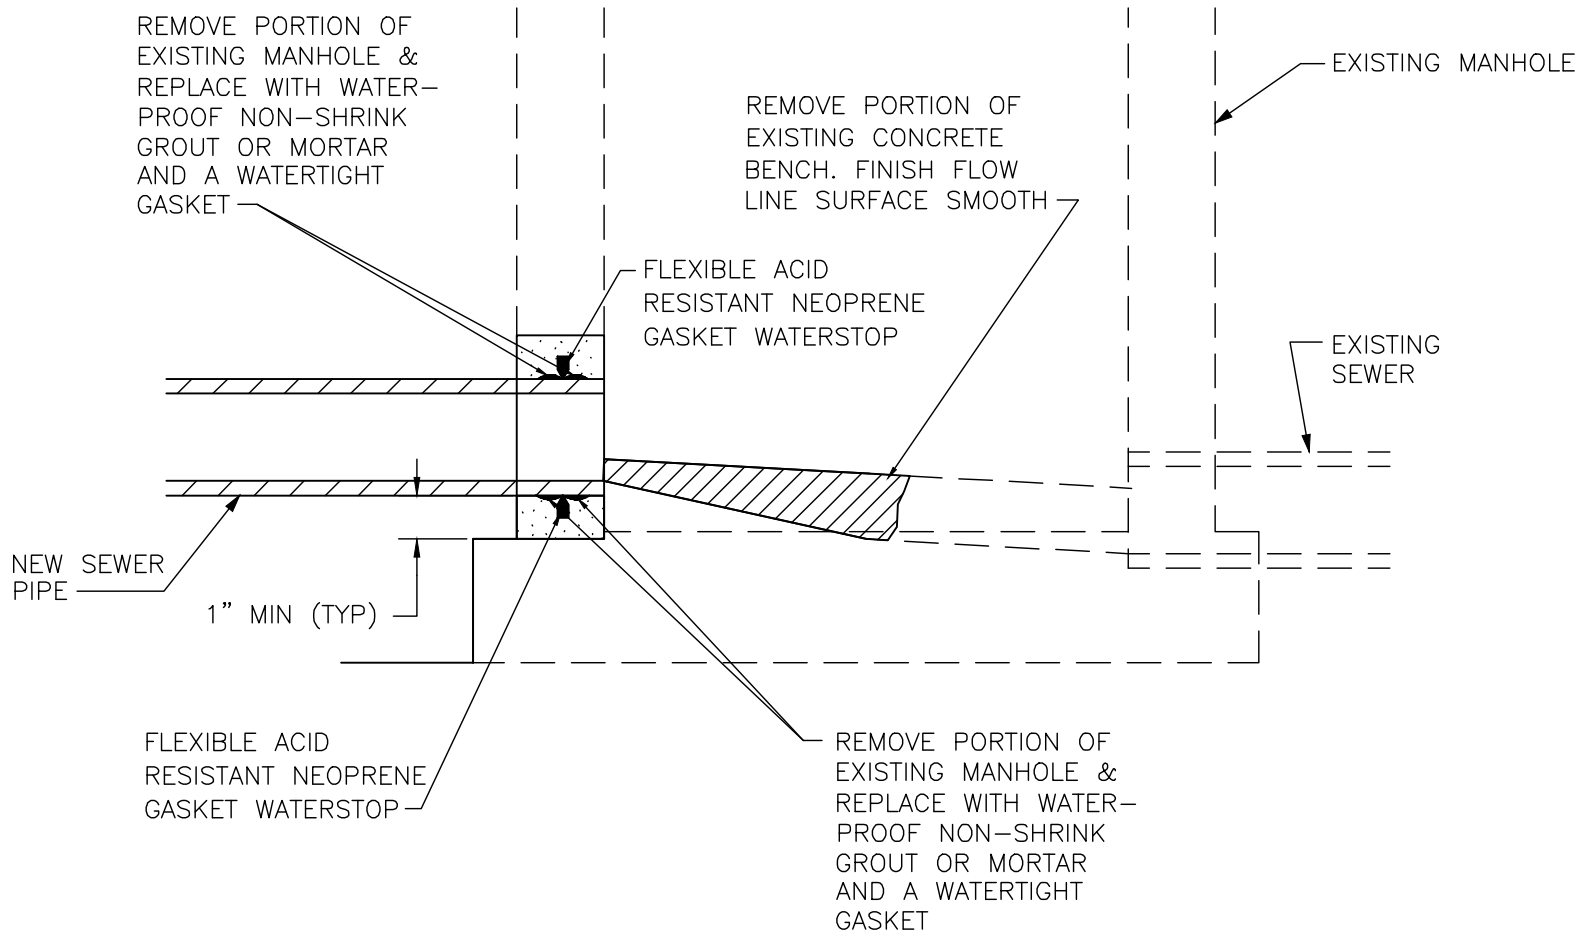 REMOVE PORTION OF
EXISTING MANHOLE &
REPLACE WITH WATER–
PROOF NON–SHRINK
GROUT OR MORTAR
AND A WATERTIGHT
GASKET
EXISTING MANHOLE
REMOVE PORTION OF
EXISTING CONCRETE
BENCH. FINISH FLOW
LINE SURFACE SMOOTH
FLEXIBLE ACID
RESISTANT NEOPRENE
GASKET WATERSTOP
EXISTING
SEWER
NEW SEWER
PIPE
1” MIN (TYP)
FLEXIBLE ACID
RESISTANT NEOPRENE
GASKET WATERSTOP
REMOVE PORTION OF
EXISTING MANHOLE &
REPLACE WITH WATER–
PROOF NON–SHRINK
GROUT OR MORTAR
AND A WATERTIGHT
GASKET